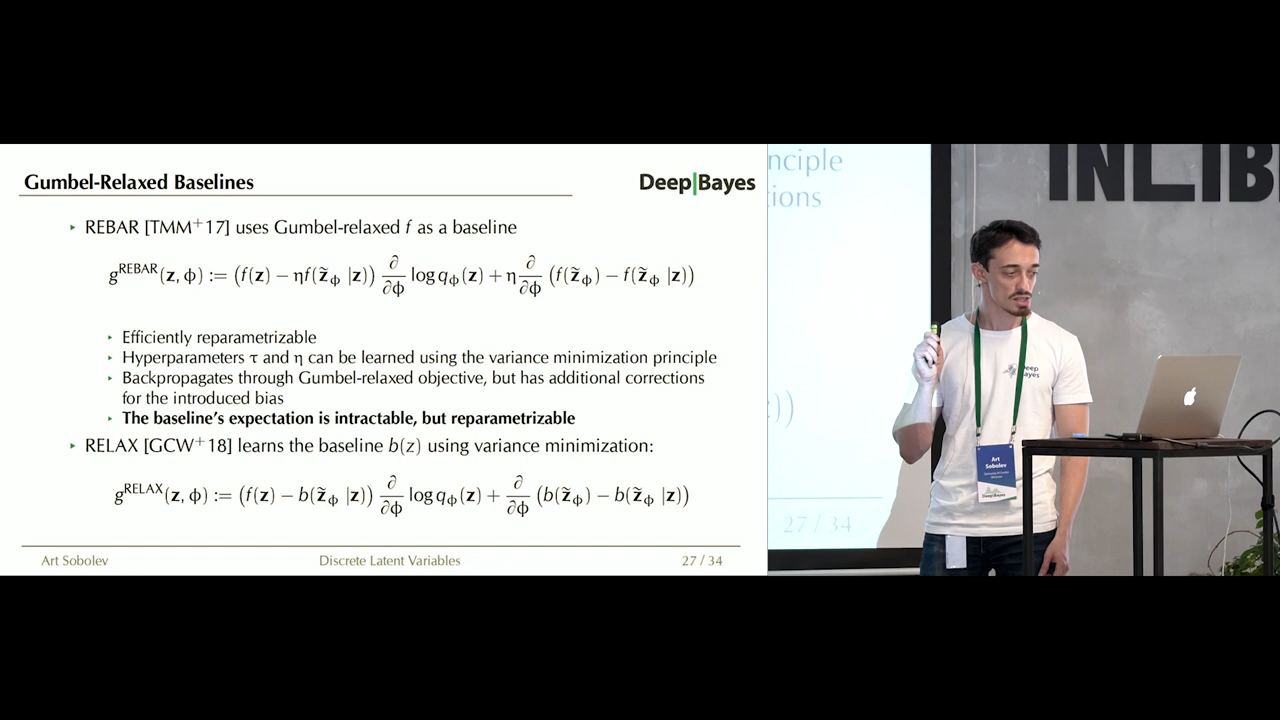 Gumbel-Relaxed Baselines
Deep|Bayes
‣ REBAR [TMM⁺17] uses Gumbel-relaxed f as a baseline
g^REBAR(z, ϕ) := (f(z) − ηf(z̃_ϕ |z)) ∂/∂ϕ log q_ϕ(z) + η ∂/∂ϕ (f(z̃_ϕ) − f(z̃_ϕ |z))
‣ Efficiently reparametrizable
‣ Hyperparameters τ and η can be learned using the variance minimization principle
‣ Backpropagates through Gumbel-relaxed objective, but has additional corrections
for the introduced bias
‣ The baseline's expectation is intractable, but reparametrizable
‣ RELAX [GCW⁺18] learns the baseline b(z) using variance minimization:
g^RELAX(z, ϕ) := (f(z) − b(z̃_ϕ |z)) ∂/∂ϕ log q_ϕ(z) + ∂/∂ϕ (b(z̃_ϕ) − b(z̃_ϕ |z))
Art Sobolev
Discrete Latent Variables
27 / 34
nciple
ions
))
27 / 34
INLIB
Deep
Bayes
Art
Sobolev
Deep|Bayes